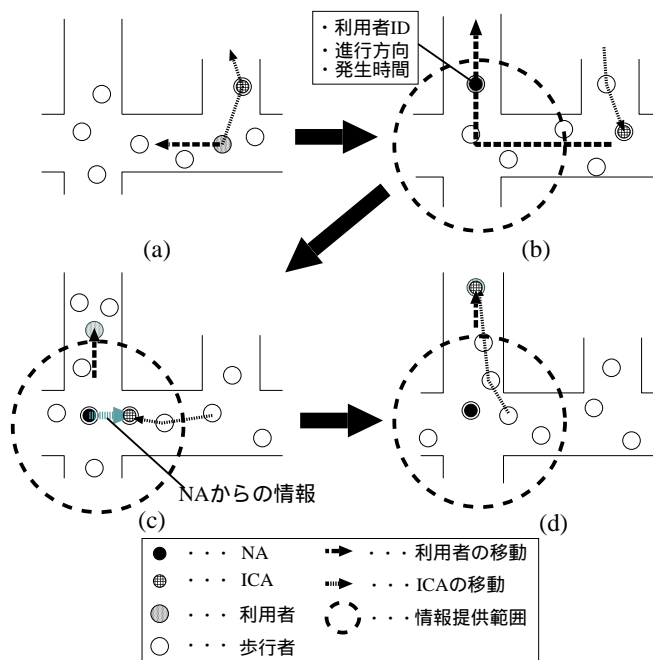 ・利用者ID
・進行方向
・発生時間
(a)
(b)
NAからの情報
(c)
(d)
・・・ NA
・・・ ICA
・・・ 利用者
・・・ 歩行者
・・・利用者の移動
・・・ICAの移動
・・・情報提供範囲